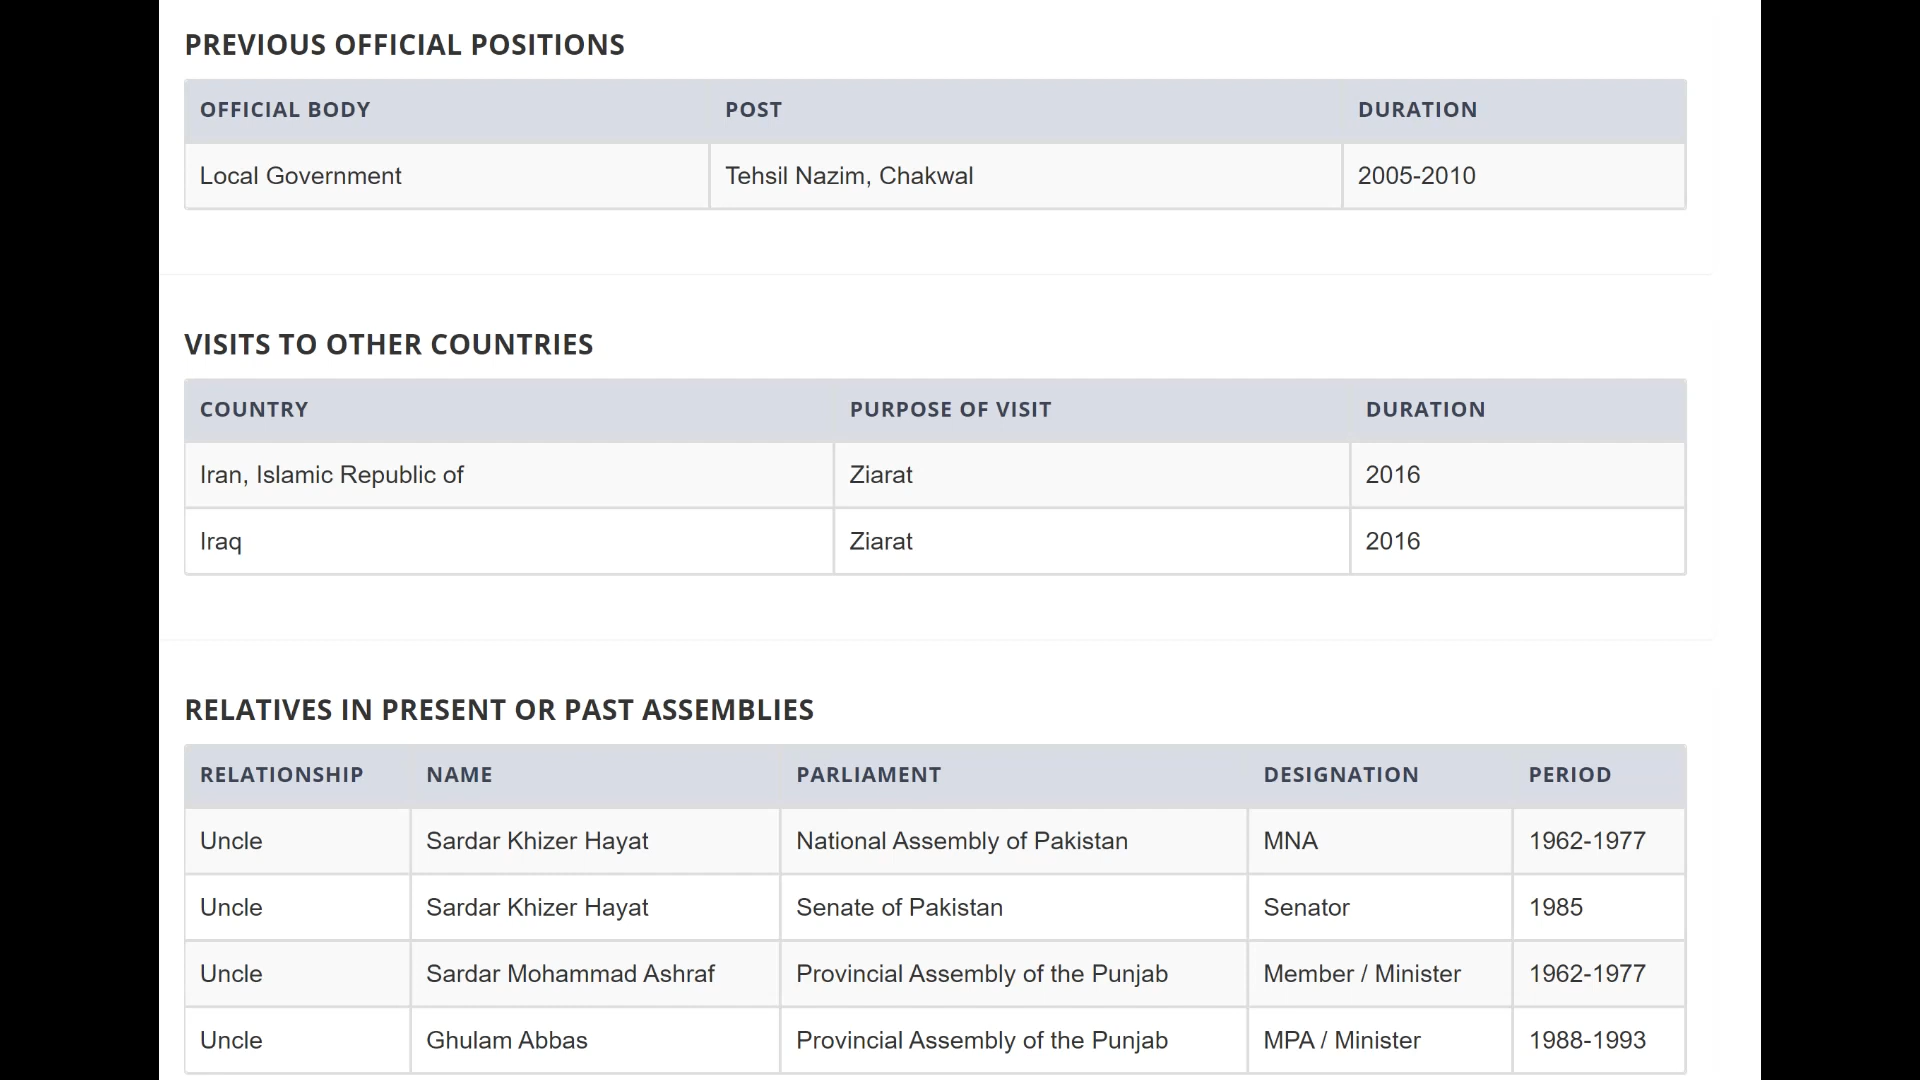 PREVIOUS OFFICIAL POSITIONS
OFFICIAL BODY POST DURATION
Local Government Tehsil Nazim, Chakwal 2005-2010
VISITS TO OTHER COUNTRIES
COUNTRY PURPOSE OF VISIT DURATION
Iran, Islamic Republic of Ziarat 2016
Iraq Ziarat 2016
RELATIVES IN PRESENT OR PAST ASSEMBLIES
RELATIONSHIP NAME PARLIAMENT DESIGNATION PERIOD
Uncle Sardar Khizer Hayat National Assembly of Pakistan MNA 1962-1977
Uncle Sardar Khizer Hayat Senate of Pakistan Senator 1985
Uncle Sardar Mohammad Ashraf Provincial Assembly of the Punjab Member / Minister 1962-1977
Uncle Ghulam Abbas Provincial Assembly of the Punjab MPA / Minister 1988-1993